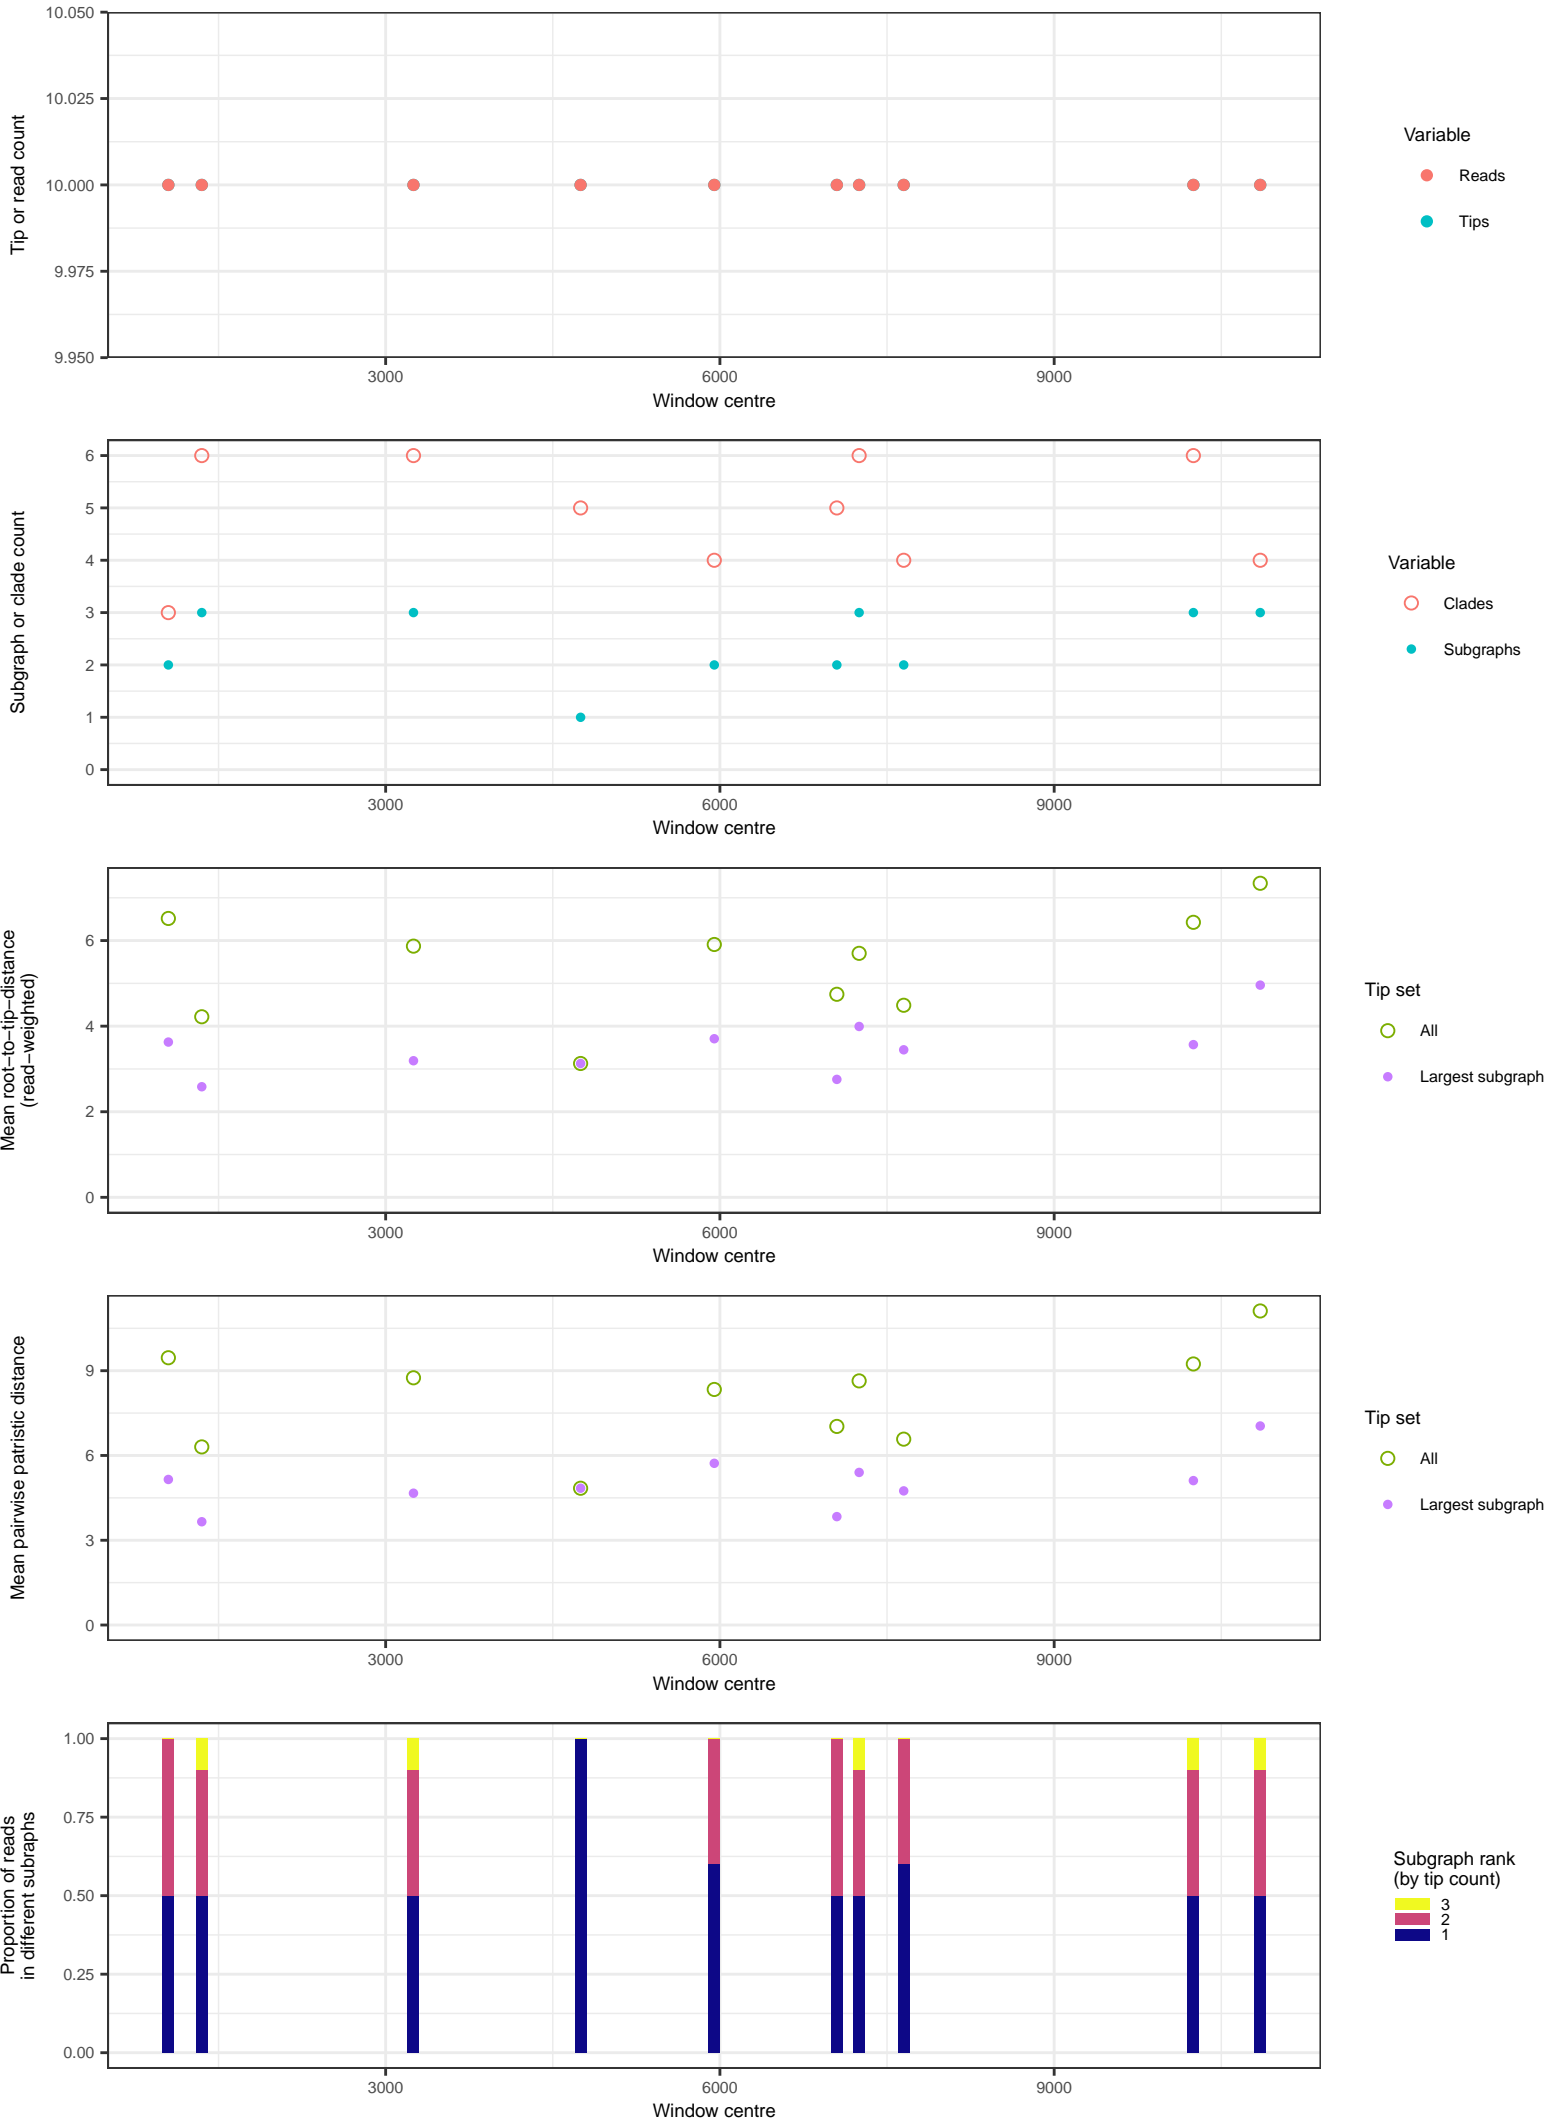 10.050
10.025
10.000
9.975
9.950
Tip or read count
3000
6000
9000
Window centre
Variable
Reads
Tips
6
5
4
3
2
1
0
Subgraph or clade count
3000
6000
9000
Window centre
Variable
Clades
Subgraphs
6
4
2
0
Mean root−to−tip−distance
(read−weighted)
3000
6000
9000
Window centre
Tip set
All
Largest subgraph
9
6
3
0
Mean pairwise patristic distance
3000
6000
9000
Window centre
Tip set
All
Largest subgraph
1.00
0.75
0.50
0.25
0.00
Proportion of reads
in different subraphs
3000
6000
9000
Window centre
Subgraph rank
(by tip count)
3
2
1